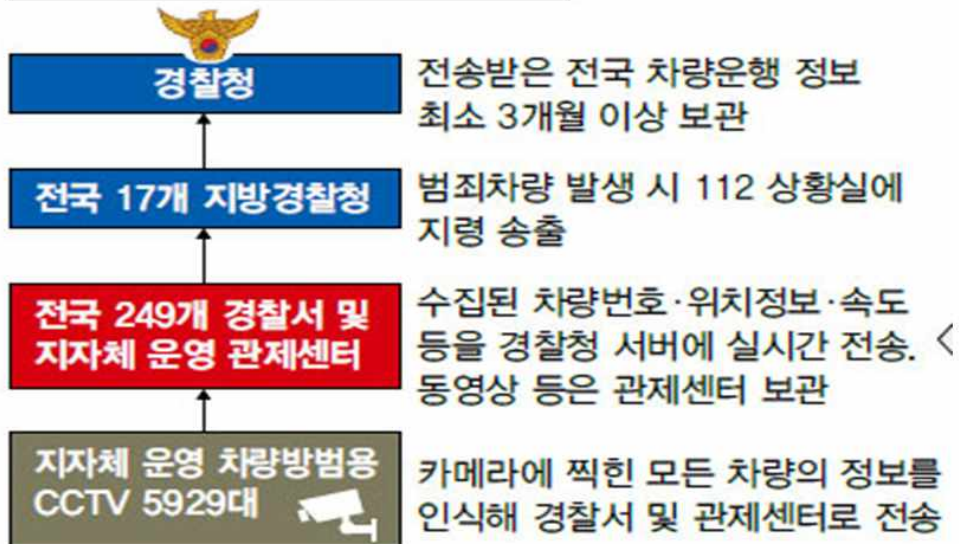 경찰청
전송받은 전국 차량운행 정보
최소 3개월 이상 보관
전국 17개 지방경찰청
범죄차량 발생 시 112 상황실에
지령 송출
전국 249개 경찰서 및
지자체 운영 관제센터
수집된 차량번호·위치정보·속도
등을 경찰청 서버에 실시간 전송.
동영상 등은 관제센터 보관
지자체 운영 차량방범용
CCTV 5929대
카메라에 찍힌 모든 차량의 정보를
인식해 경찰서 및 관제센터로 전송